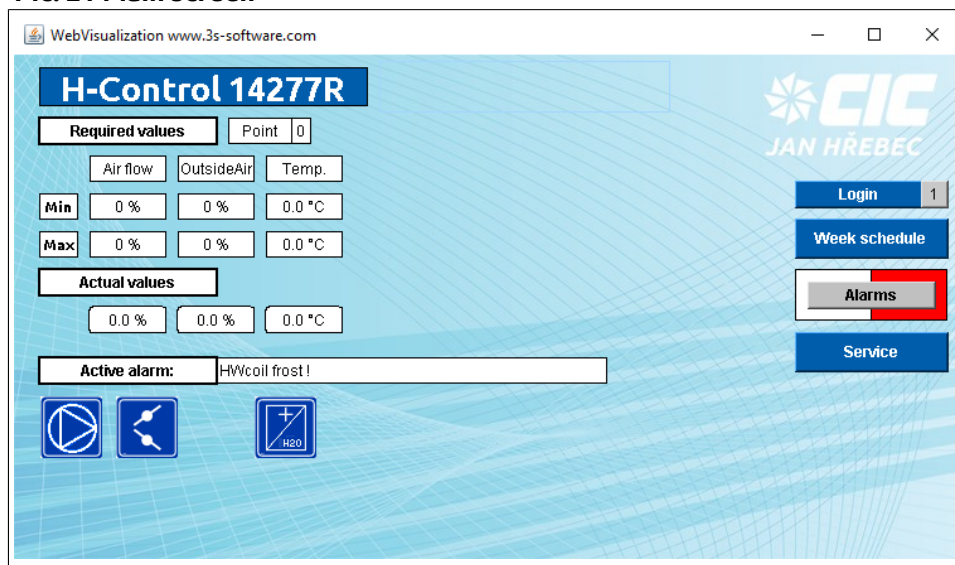 WebVisualization www.3s-software.com
H-Control 14277R
CIC
JAN HŘEBEC
Required values Point 0
Air flow OutsideAir Temp.
Min 0 % 0 % 0.0 °C
Max 0 % 0 % 0.0 °C
Actual values
0.0 % 0.0 % 0.0 °C
Active alarm: HWcoil frost !
H2O
Login 1
Week schedule
Alarms
Service